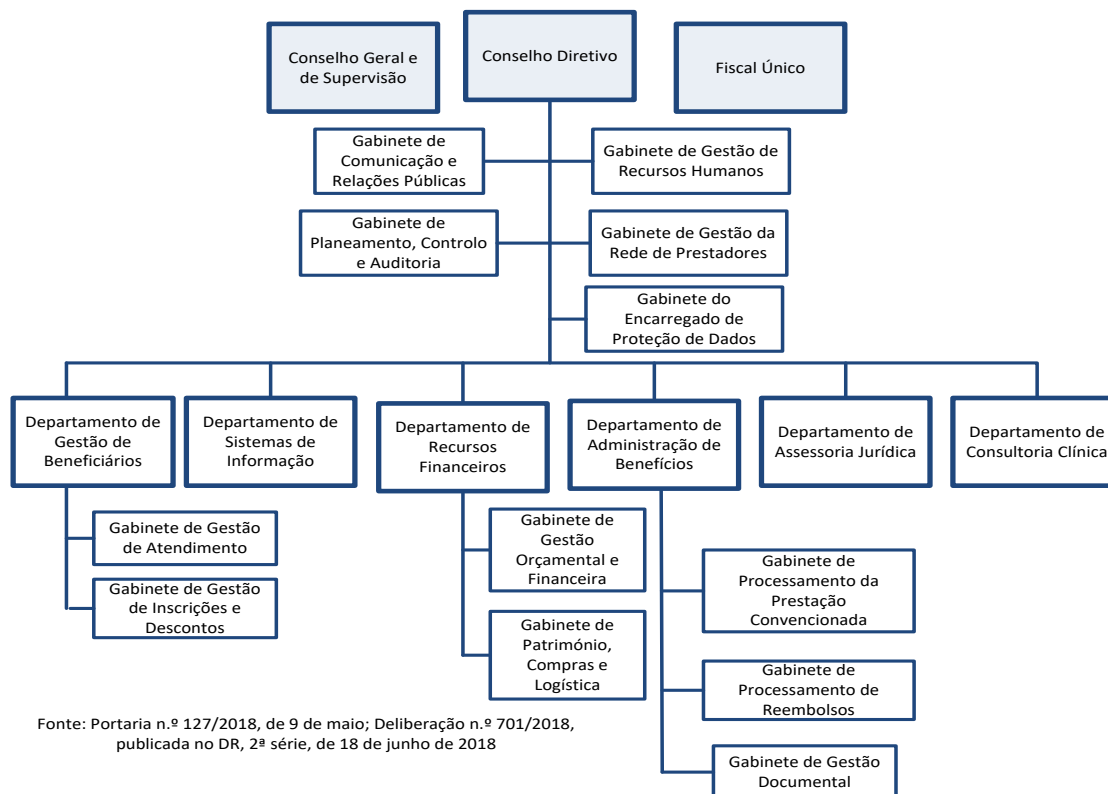 Conselho Geral e
de Supervisão
Conselho Diretivo
Fiscal Único
Gabinete de
Comunicação e
Relações Públicas
Gabinete de Gestão de
Recursos Humanos
Gabinete de
Planeamento, Controlo
e Auditoria
Gabinete de Gestão da
Rede de Prestadores
Gabinete do
Encarregado de
Proteção de Dados
Departamento de
Gestão de
Beneficiários
Departamento de
Sistemas de
Informação
Departamento de
Recursos
Financeiros
Departamento de
Administração de
Benefícios
Departamento de
Assessoria Jurídica
Departamento de
Consultoria Clínica
Gabinete de Gestão
de Atendimento
Gabinete de Gestão
de Inscrições e
Descontos
Gabinete de
Gestão
Orçamental e
Financeira
Gabinete de
Património,
Compras e
Logística
Gabinete de
Processamento da
Prestação
Convencionada
Gabinete de
Processamento de
Reembolsos
Gabinete de Gestão
Documental
Fonte: Portaria n.º 127/2018, de 9 de maio; Deliberação n.º 701/2018,
publicada no DR, 2ª série, de 18 de junho de 2018